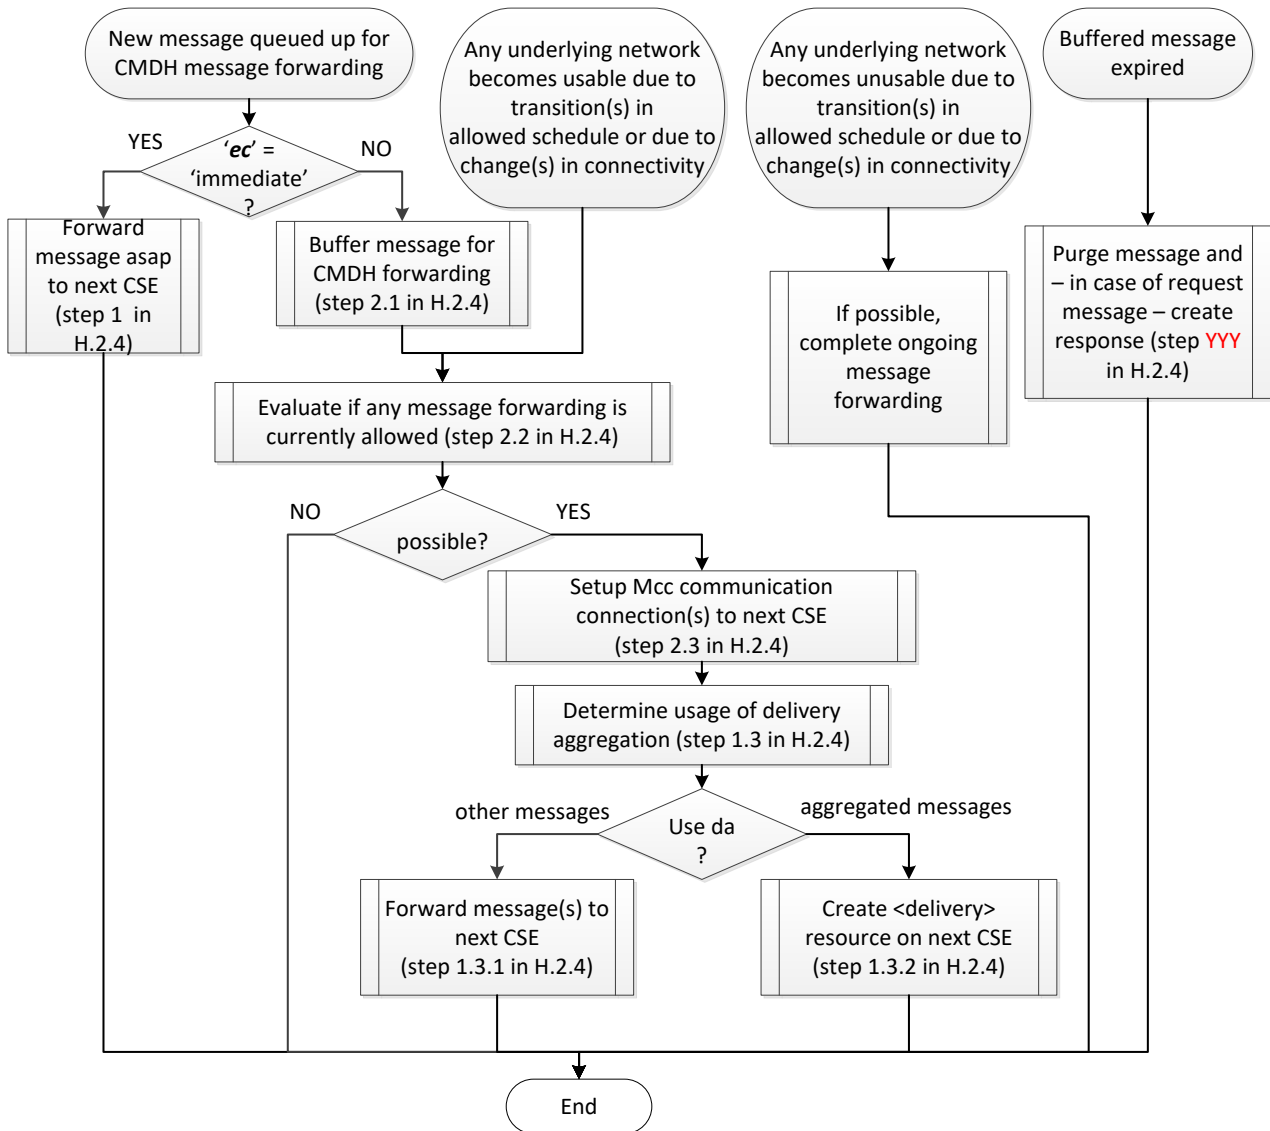 New message queued up for
CMDH message forwarding
Any underlying network
becomes usable due to
transition(s) in
allowed schedule or due to
change(s) in connectivity
Any underlying network
becomes unusable due to
transition(s) in
allowed schedule or due to
change(s) in connectivity
Buffered message
expired
YES
‘ec’ =
‘immediate’
?
NO
Forward
message asap
to next CSE
(step 1 in
H.2.4)
Buffer message for
CMDH forwarding
(step 2.1 in H.2.4)
If possible,
complete ongoing
message
forwarding
Purge message and
– in case of request
message – create
response (step YYY
in H.2.4)
Evaluate if any message forwarding is
currently allowed (step 2.2 in H.2.4)
NO
possible?
YES
Setup Mcc communication
connection(s) to next CSE
(step 2.3 in H.2.4)
Determine usage of delivery
aggregation (step 1.3 in H.2.4)
other messages
Use da
?
aggregated messages
Forward message(s) to
next CSE
(step 1.3.1 in H.2.4)
Create <delivery>
resource on next CSE
(step 1.3.2 in H.2.4)
End